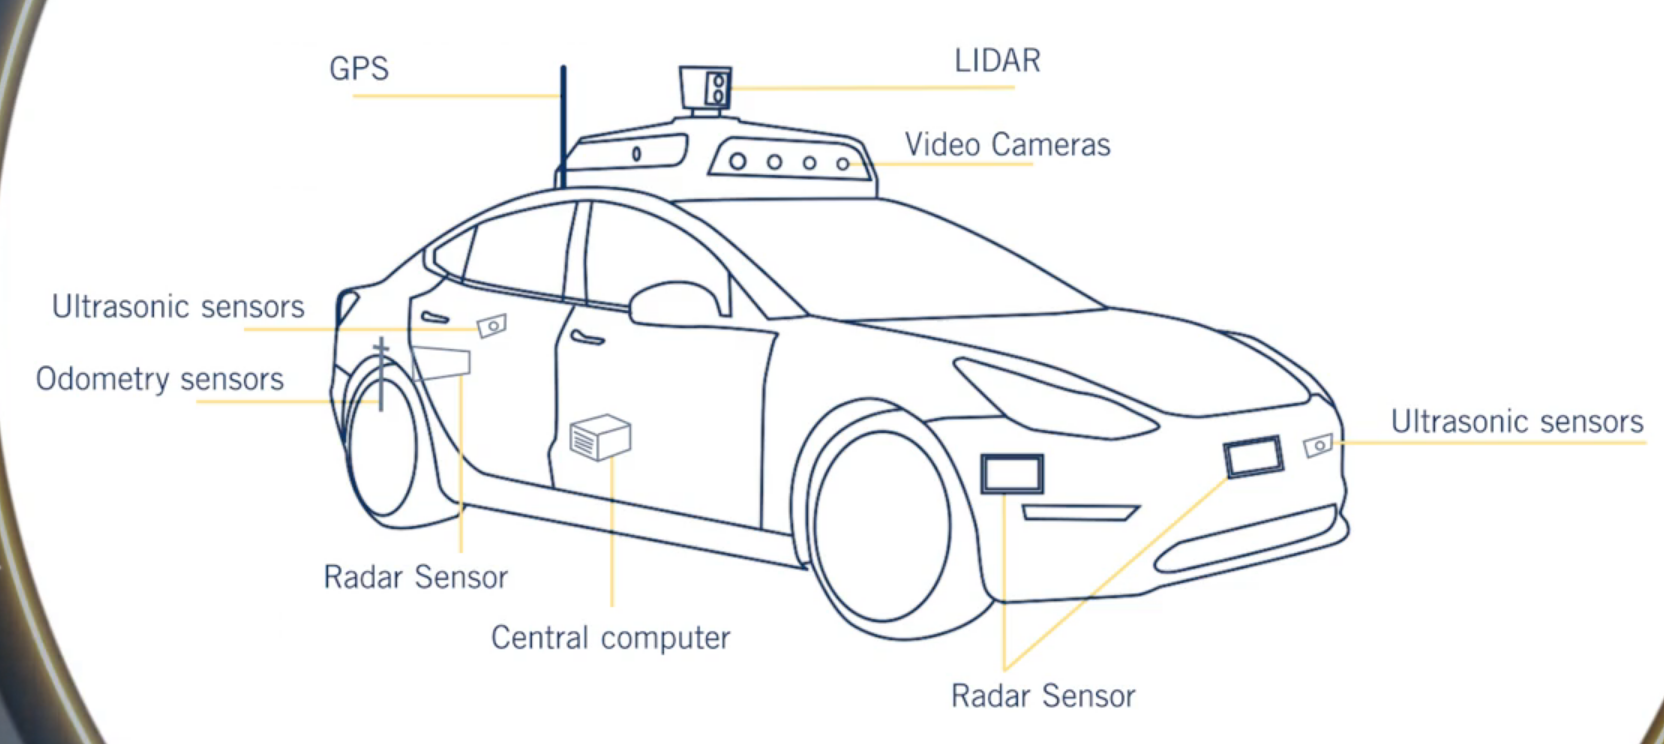 GPS
LIDAR
Video Cameras
Ultrasonic sensors
Odometry sensors
Ultrasonic sensors
Radar Sensor
Central computer
Radar Sensor